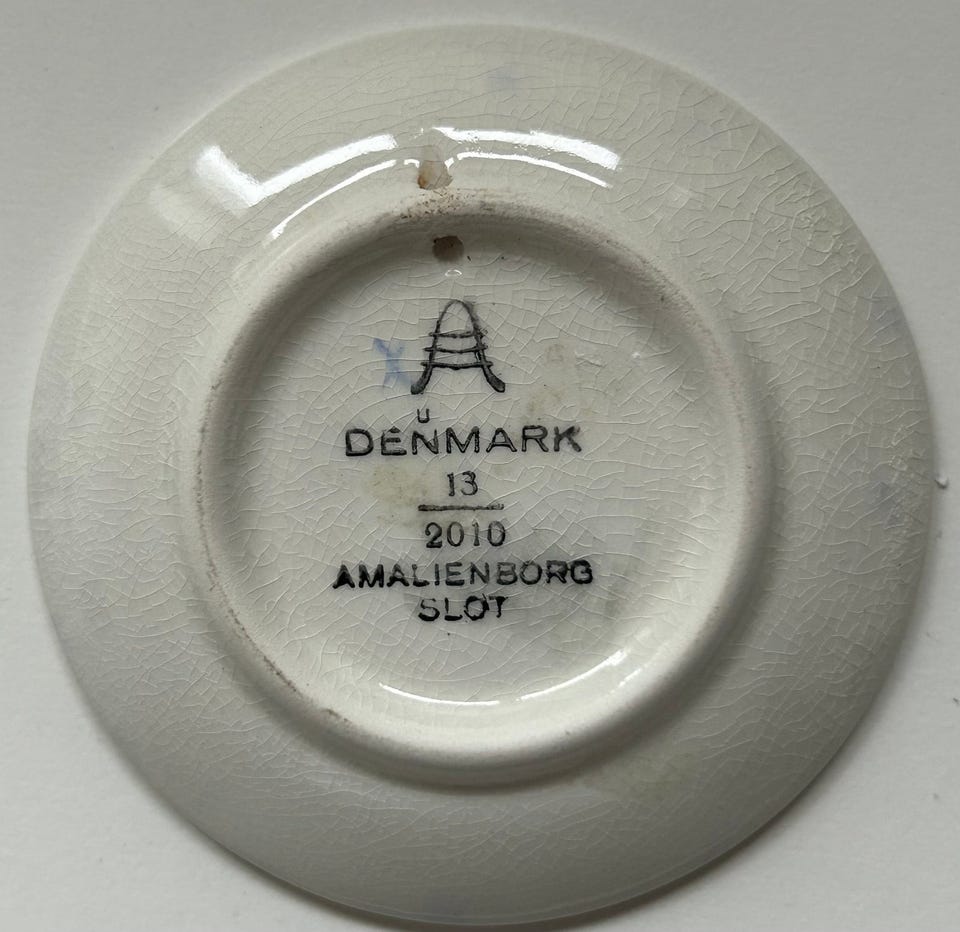 A
X
U
DENMARK
13
2010
AMALIENBORG
SLOT